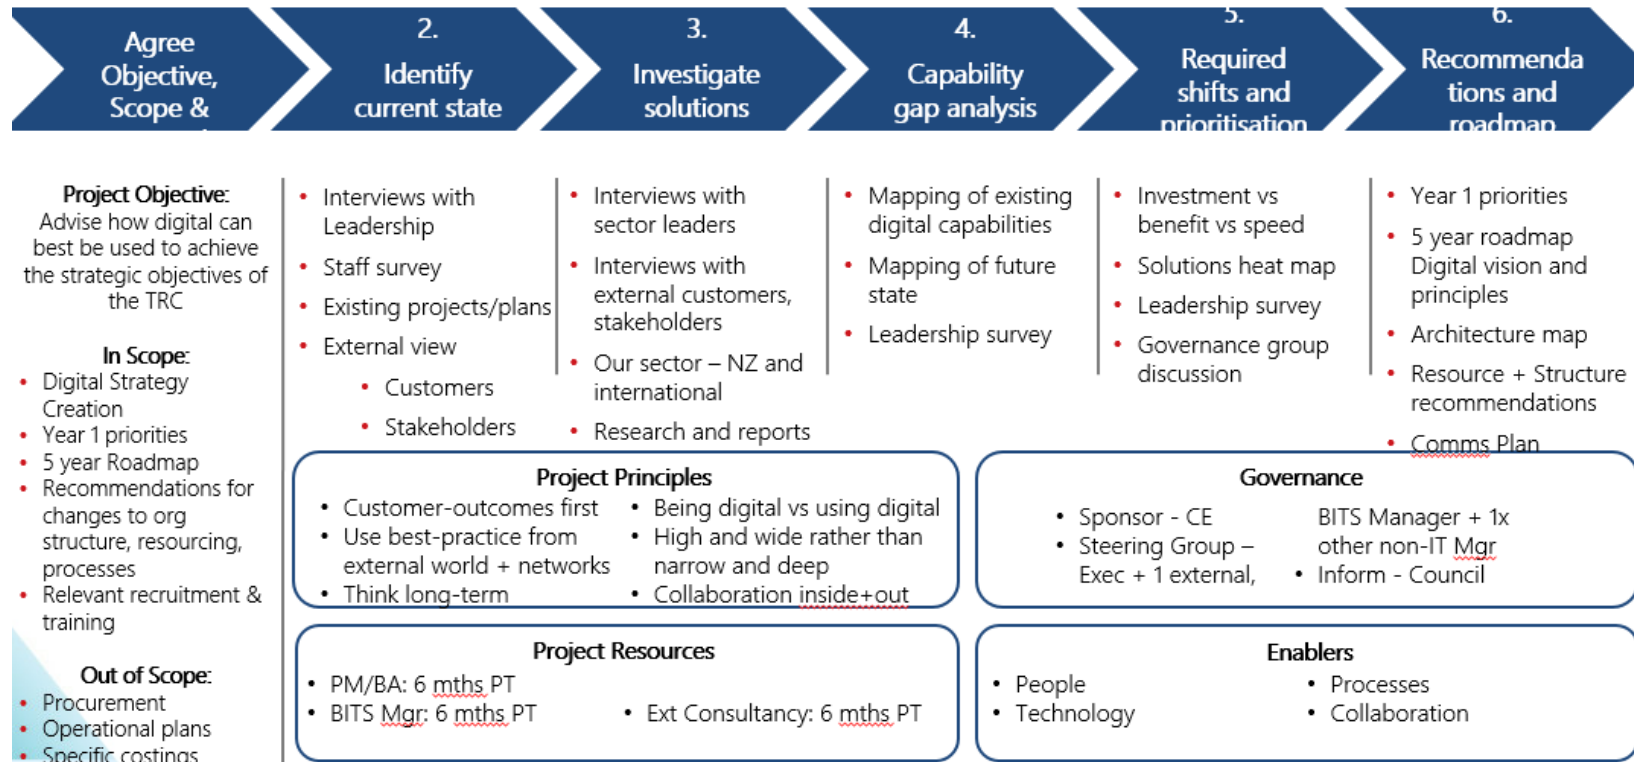 Agree
Objective,
Scope &
2.
Identify
current state
3.
Investigate
solutions
4.
Capability
gap analysis
5.
Required
shifts and
prioritisation
6.
Recommenda
tions and
roadmap
Project Objective:
Advise how digital can
best be used to achieve
the strategic objectives of
the TRC
In Scope:
• Digital Strategy
Creation
• Year 1 priorities
• 5 year Roadmap
• Recommendations for
changes to org
structure, resourcing,
processes
• Relevant recruitment &
training
Out of Scope:
• Procurement
• Operational plans
• Specific costings
• Interviews with
Leadership
• Staff survey
• Existing projects/plans
• External view
• Customers
• Stakeholders
• Interviews with
sector leaders
• Interviews with
external customers,
stakeholders
• Our sector – NZ and
international
• Research and reports
• Mapping of existing
digital capabilities
• Mapping of future
state
• Leadership survey
• Investment vs
benefit vs speed
• Solutions heat map
• Leadership survey
• Governance group
discussion
• Year 1 priorities
• 5 year roadmap
Digital vision and
principles
• Architecture map
• Resource + Structure
recommendations
• Comms Plan
Project Principles
• Customer-outcomes first
• Use best-practice from
external world + networks
• Think long-term
• Being digital vs using digital
• High and wide rather than
narrow and deep
• Collaboration inside+out
Governance
• Sponsor - CE
• Steering Group –
Exec + 1 external,
BITS Manager + 1x
other non-IT Mgr
• Inform - Council
Project Resources
• PM/BA: 6 mths PT
• BITS Mgr: 6 mths PT
• Ext Consultancy: 6 mths PT
Enablers
• People
• Technology
• Processes
• Collaboration